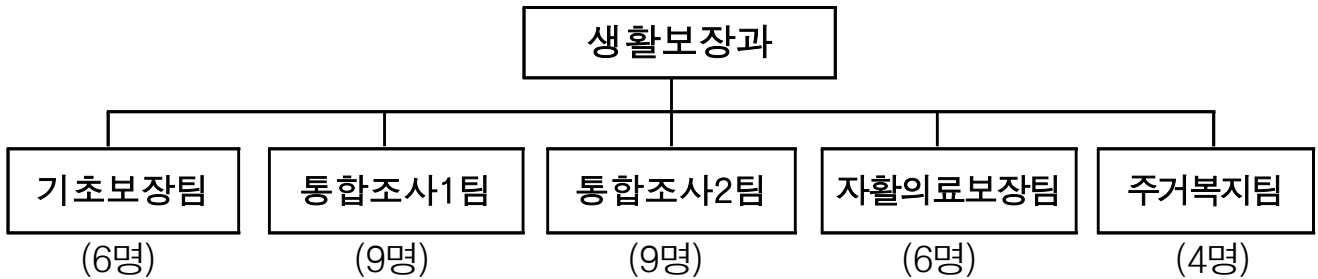 생활보장과
기초보장팀 통합조사1팀 통합조사2팀 자활의료보장팀 주거복지팀
(6명) (9명) (9명) (6명) (4명)